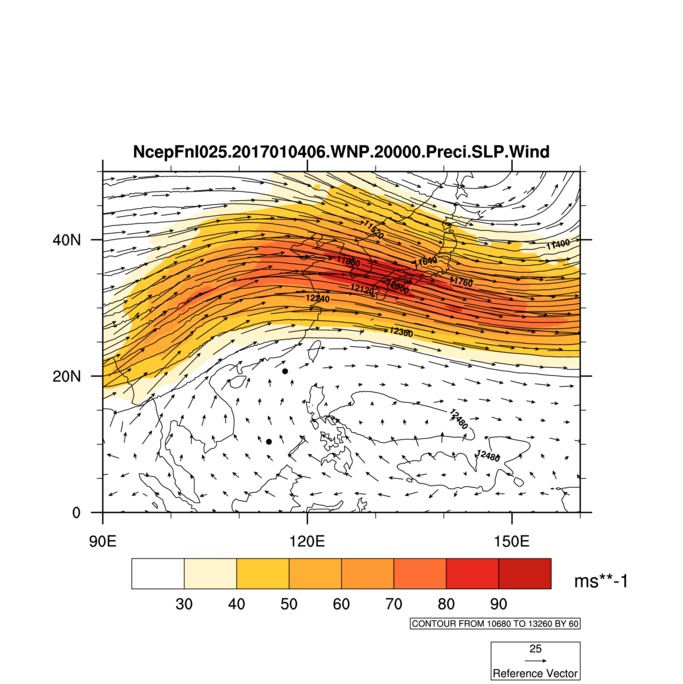 NcepFnl025.2017010406.WNP.20000.Preci.SLP.Wind
40N
20N
0
90E
120E
150E
11520
11400
11880
11640
11760
12120
12000
12240
12360
12480
12480
30
40
50
60
70
80
90
ms**-1
CONTOUR FROM 10680 TO 13260 BY 60
25
Reference Vector